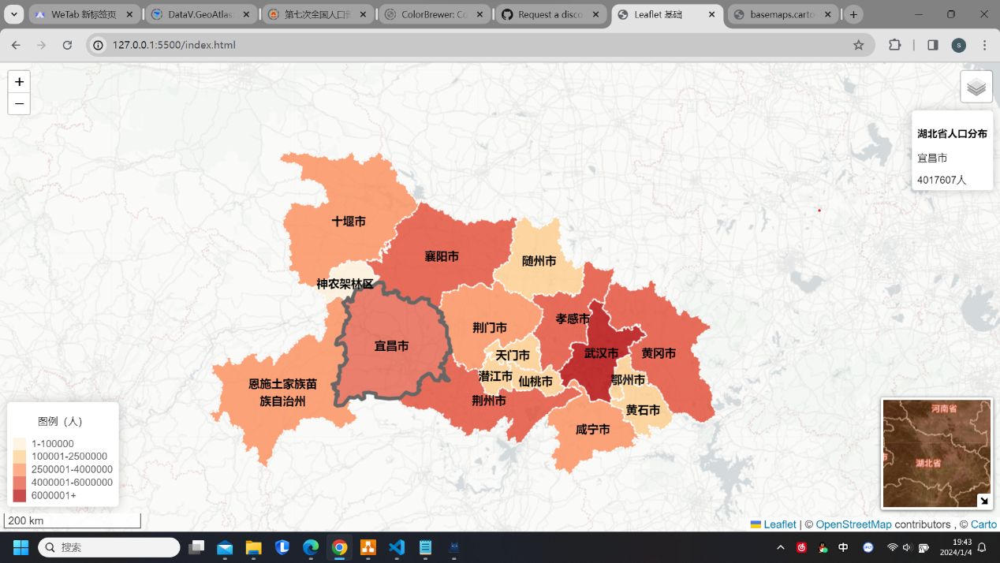 WeTab 新标签页
DataV.GeoAtlas
第七次全国人口普
ColorBrewer: Co
Request a disco
Leaflet 基础
basemaps.carto
127.0.0.1:5500/index.html
S
+
−
湖北省人口分布
宜昌市
4017607人
十堰市
襄阳市
随州市
神农架林区
孝感市
荆门市
宜昌市
武汉市
黄冈市
天门市
潜江市
仙桃市
鄂州市
恩施土家族苗
族自治州
荆州市
黄石市
咸宁市
图例（人）
1-100000
100001-2500000
2500001-4000000
4000001-6000000
6000001+
200 km
河南省
市
湖北省
Leaflet | © OpenStreetMap contributors , © Carto
搜索
中
19:43
2024/1/4